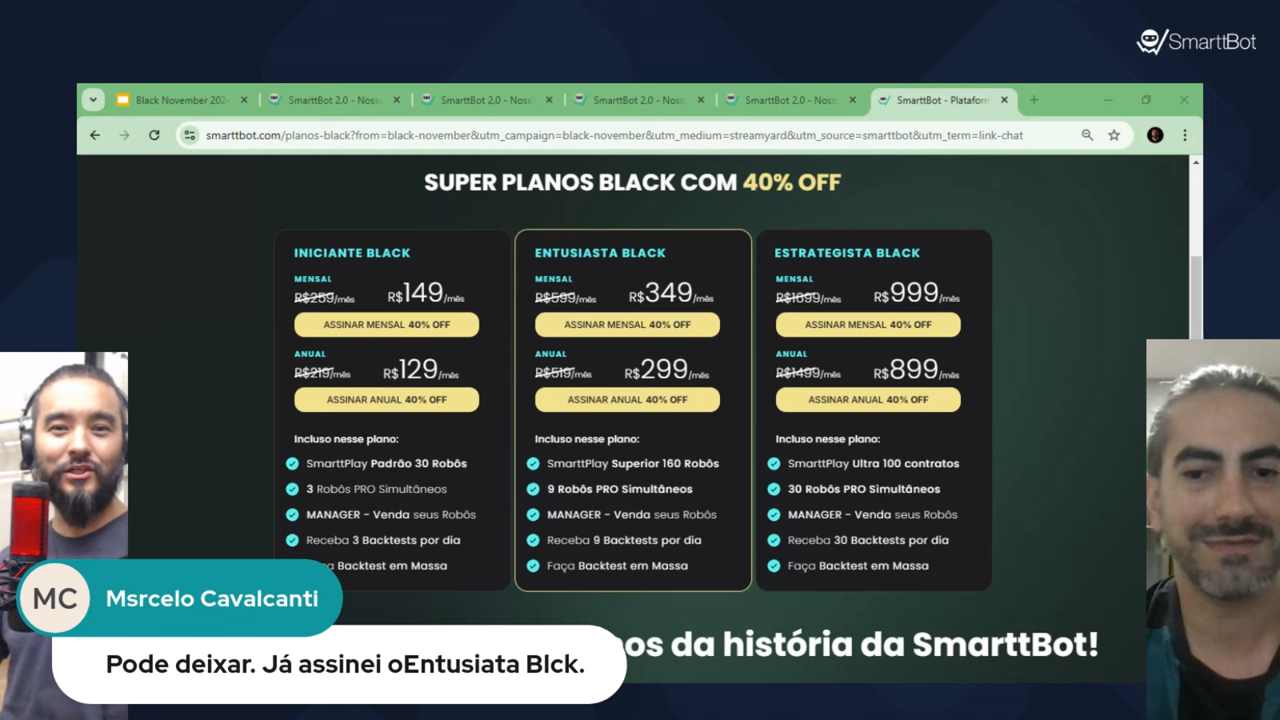 SmarttBot
Black November 202
SmarttBot 2.0 - Noss
SmarttBot 2.0 - Noss
SmarttBot 2.0 - Noss
SmarttBot 2.0 - Noss
SmarttBot - Plataforn
smarttbot.com/planos-black?from=black-november&utm_campaign=black-november&utm_medium=streamyard&utm_source=smarttbot&utm_term=link-chat
SUPER PLANOS BLACK COM 40% OFF
INICIANTE BLACK
MENSAL
R$259/mês R$149/mês
ASSINAR MENSAL 40% OFF
ANUAL
R$219/mês R$129/mês
ASSINAR ANUAL 40% OFF
Incluso nesse plano:
SmarttPlay Padrão 30 Robôs
3 Robôs PRO Simultâneos
MANAGER - Venda seus Robôs
Receba 3 Backtests por dia
a Backtest em Massa
ENTUSIASTA BLACK
MENSAL
R$599/mês R$349/mês
ASSINAR MENSAL 40% OFF
ANUAL
R$519/mês R$299/mês
ASSINAR ANUAL 40% OFF
Incluso nesse plano:
SmarttPlay Superior 160 Robôs
9 Robôs PRO Simultâneos
MANAGER - Venda seus Robôs
Receba 9 Backtests por dia
Faça Backtest em Massa
ESTRATEGISTA BLACK
MENSAL
R$1699/mês R$999/mês
ASSINAR MENSAL 40% OFF
ANUAL
R$1499/mês R$899/mês
ASSINAR ANUAL 40% OFF
Incluso nesse plano:
SmarttPlay Ultra 100 contratos
30 Robôs PRO Simultâneos
MANAGER - Venda seus Robôs
Receba 30 Backtests por dia
Faça Backtest em Massa
os da história da SmarttBot!
MC
Msrcelo Cavalcanti
Pode deixar. Já assinei oEntusiata Blck.